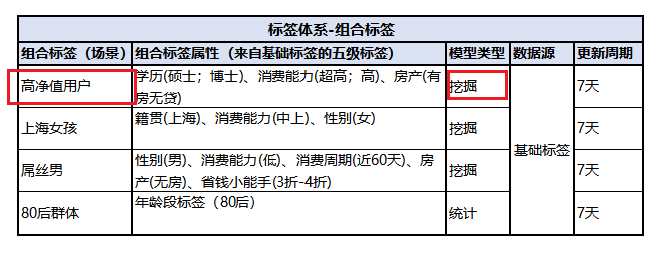 标签体系-组合标签
组合标签（场景） 组合标签属性（来自基础标签的五级标签） 模型类型 数据源 更新周期
高净值用户 学历(硕士；博士)、消费能力(超高；高)、房产(有房无贷) 挖掘 基础标签 7天
上海女孩 籍贯(上海)、消费能力(中上)、性别(女) 挖掘 7天
屌丝男 性别(男)、消费能力(低)、消费周期(近60天)、房产(无房)、省钱小能手(3折-4折) 挖掘 7天
80后群体 年龄段标签（80后） 统计 7天